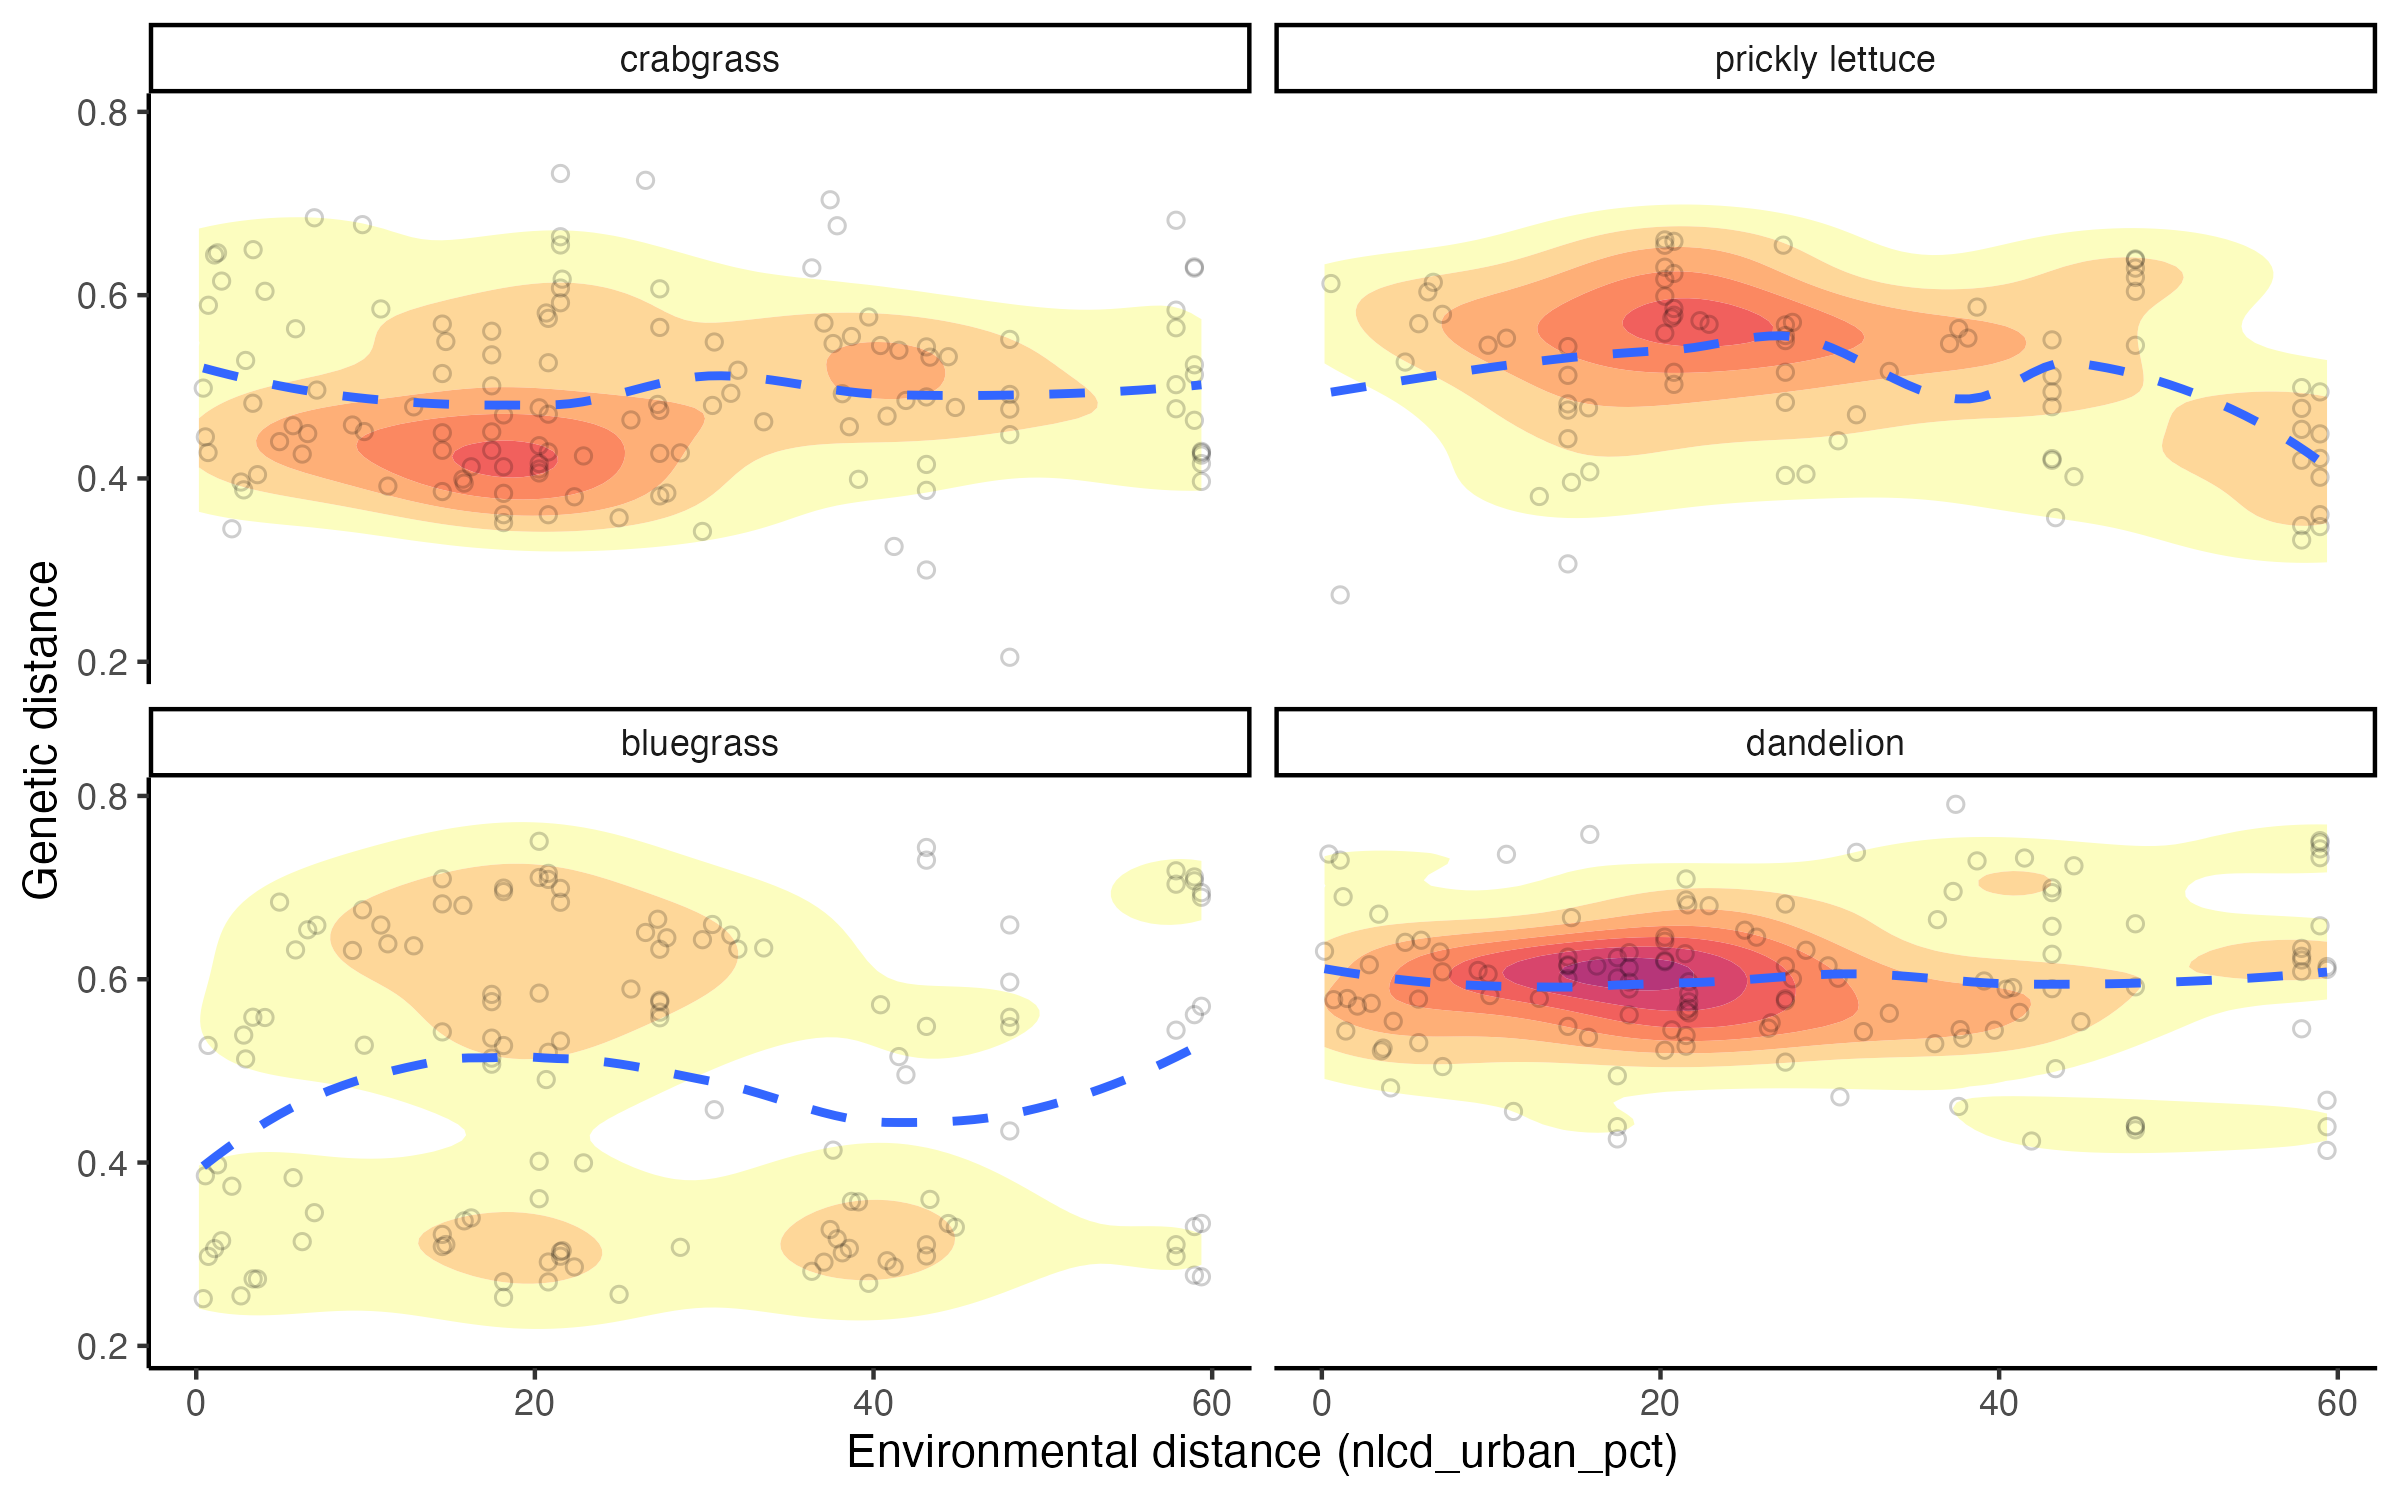 crabgrass
prickly lettuce
0.8
0.6
0.4
0.2
Genetic distance
bluegrass
dandelion
0.8
0.6
0.4
0.2
0 20 40 60 0 20 40 60
Environmental distance (nlcd_urban_pct)